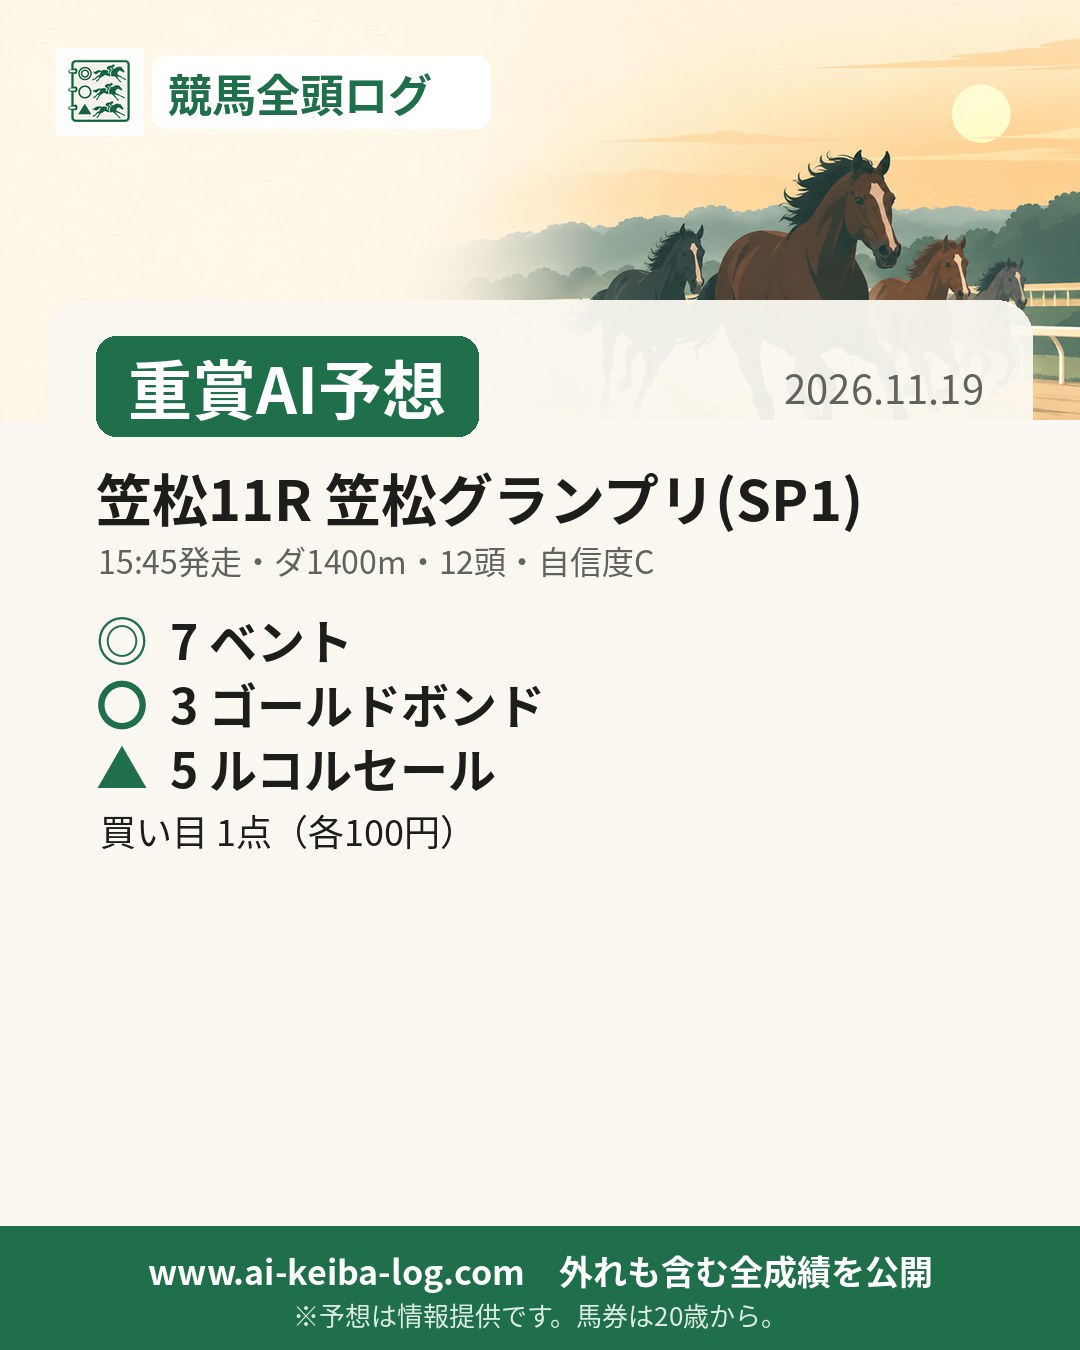 競馬全頭ログ
重賞AI予想
2026.11.19
笠松11R 笠松グランプリ(SP1)
15:45発走・ダ1400m・12頭・自信度C
◎ 7 ベント
○ 3 ゴールドボンド
▲ 5 ルコルセール
買い目 1点（各100円）
www.ai-keiba-log.com　外れも含む全成績を公開
※予想は情報提供です。馬券は20歳から。